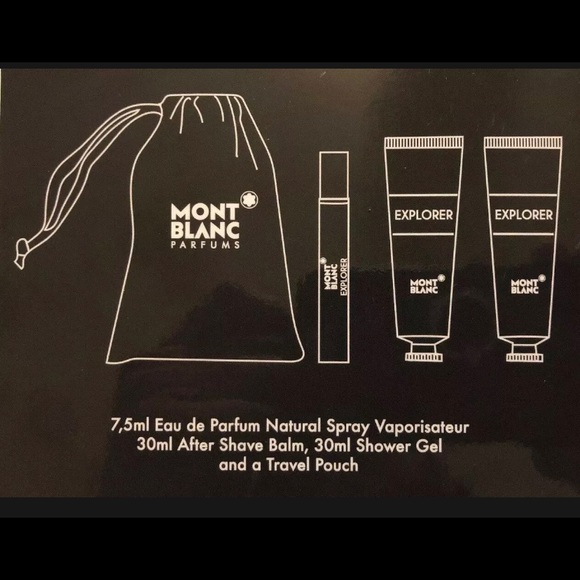 MONT
BLANC
PARFUMS
MONT
BLANC
EXPLORER
EXPLORER
MONT
BLANC
EXPLORER
MONT
BLANC
7,5ml Eau de Parfum Natural Spray Vaporisateur
30ml After Shave Balm, 30ml Shower Gel
and a Travel Pouch